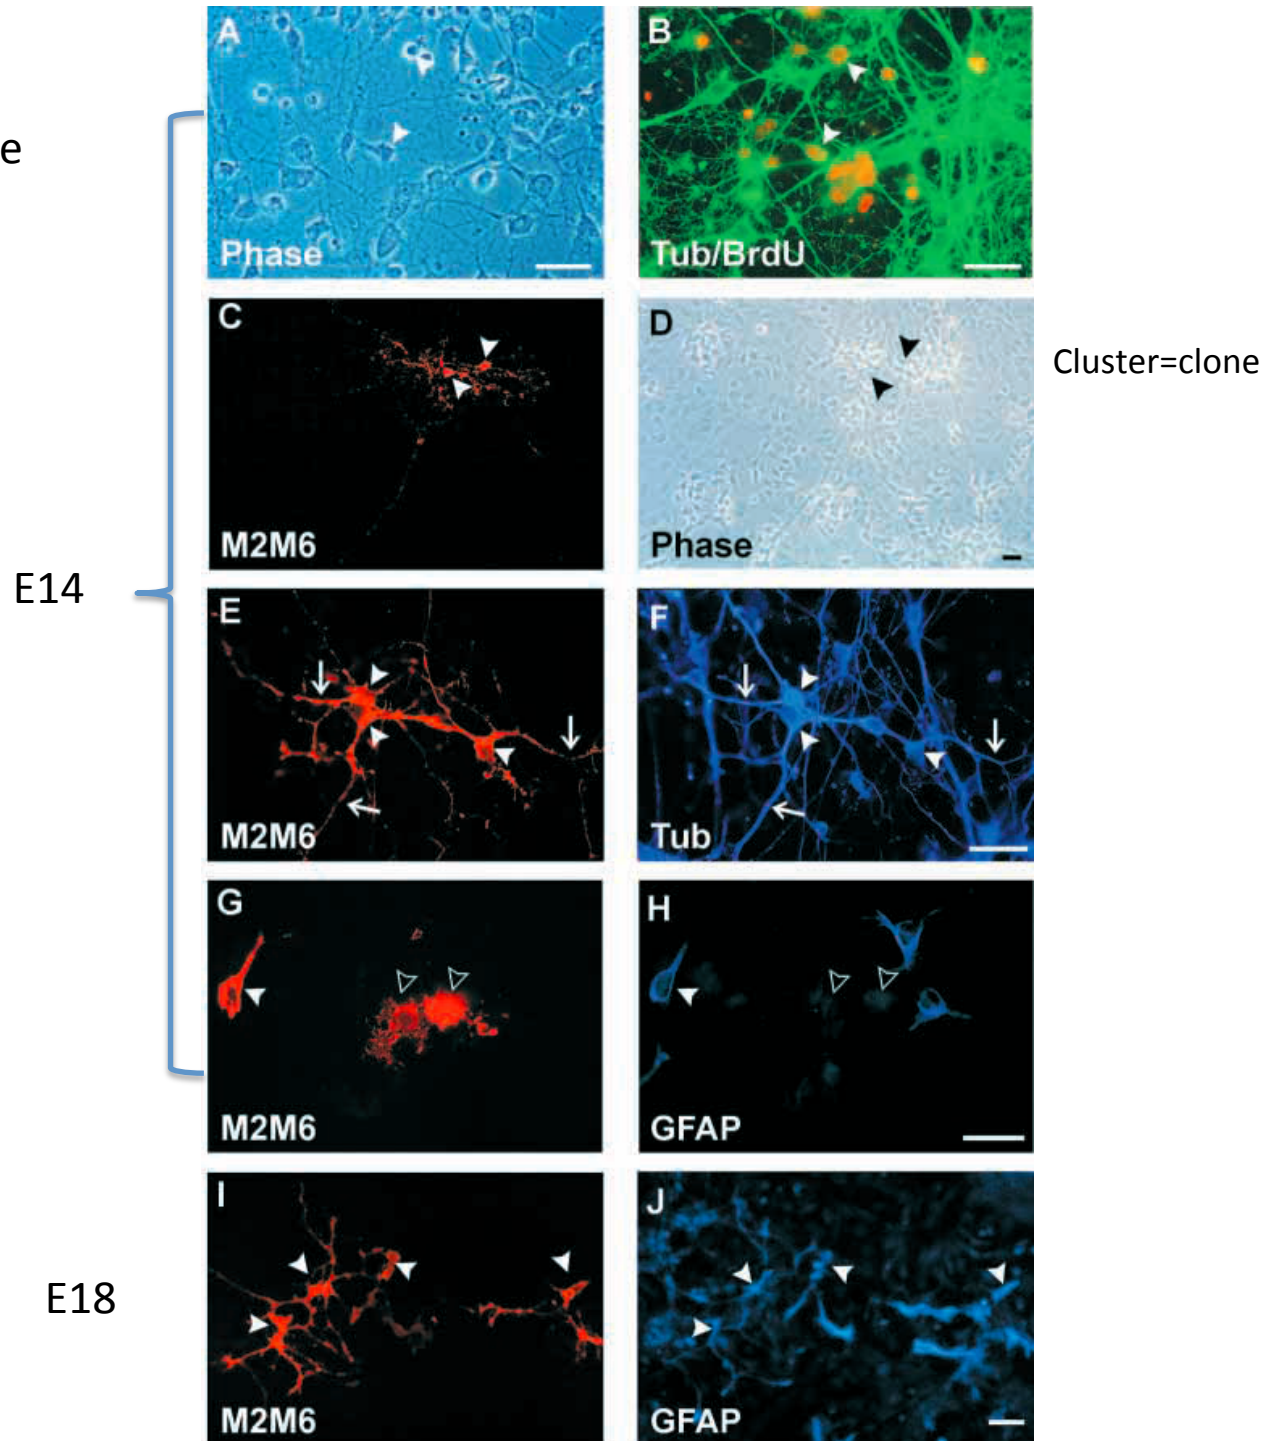 A
B
e
Phase
Tub/BrdU
C
D
Cluster=clone
M2M6
Phase
E14
E
F
M2M6
Tub
G
H
M2M6
GFAP
I
J
E18
M2M6
GFAP